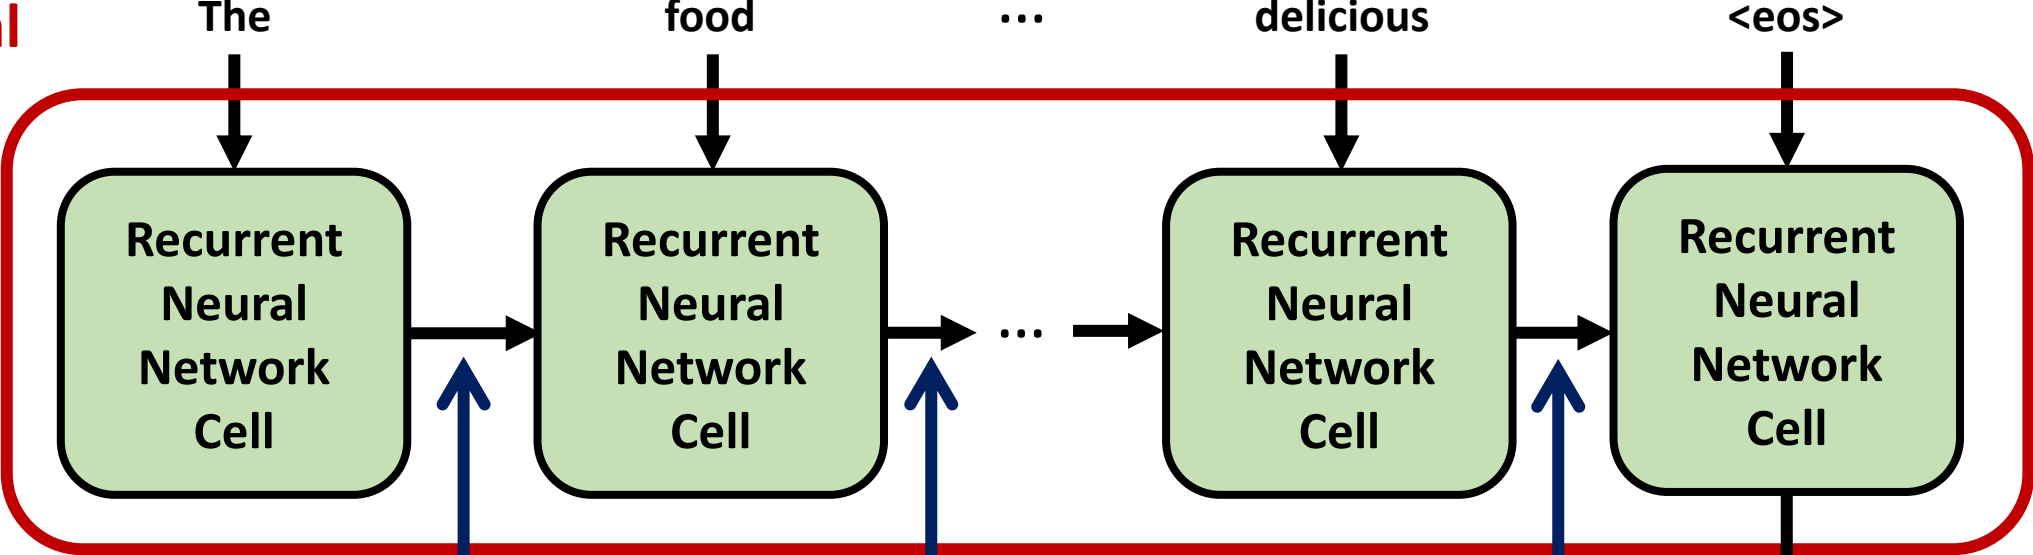 The food ... delicious <eos>
Recurrent Recurrent Recurrent Recurrent
Neural Neural ... Neural Neural
Network Network Network Network
Cell Cell Cell Cell